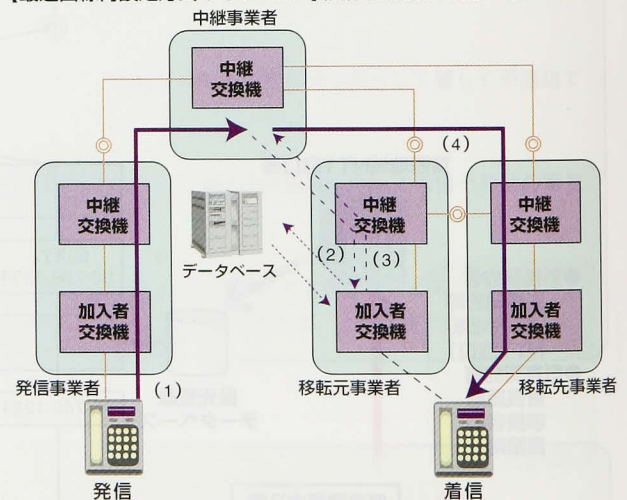 中継事業者
中継
交換機
(4)
中継
交換機
データベース
中継
交換機
(2)
(3)
中継
交換機
加入者
交換機
加入者
交換機
加入者
交換機
発信事業者
(1)
移転元事業者
移転先事業者
発信
着信